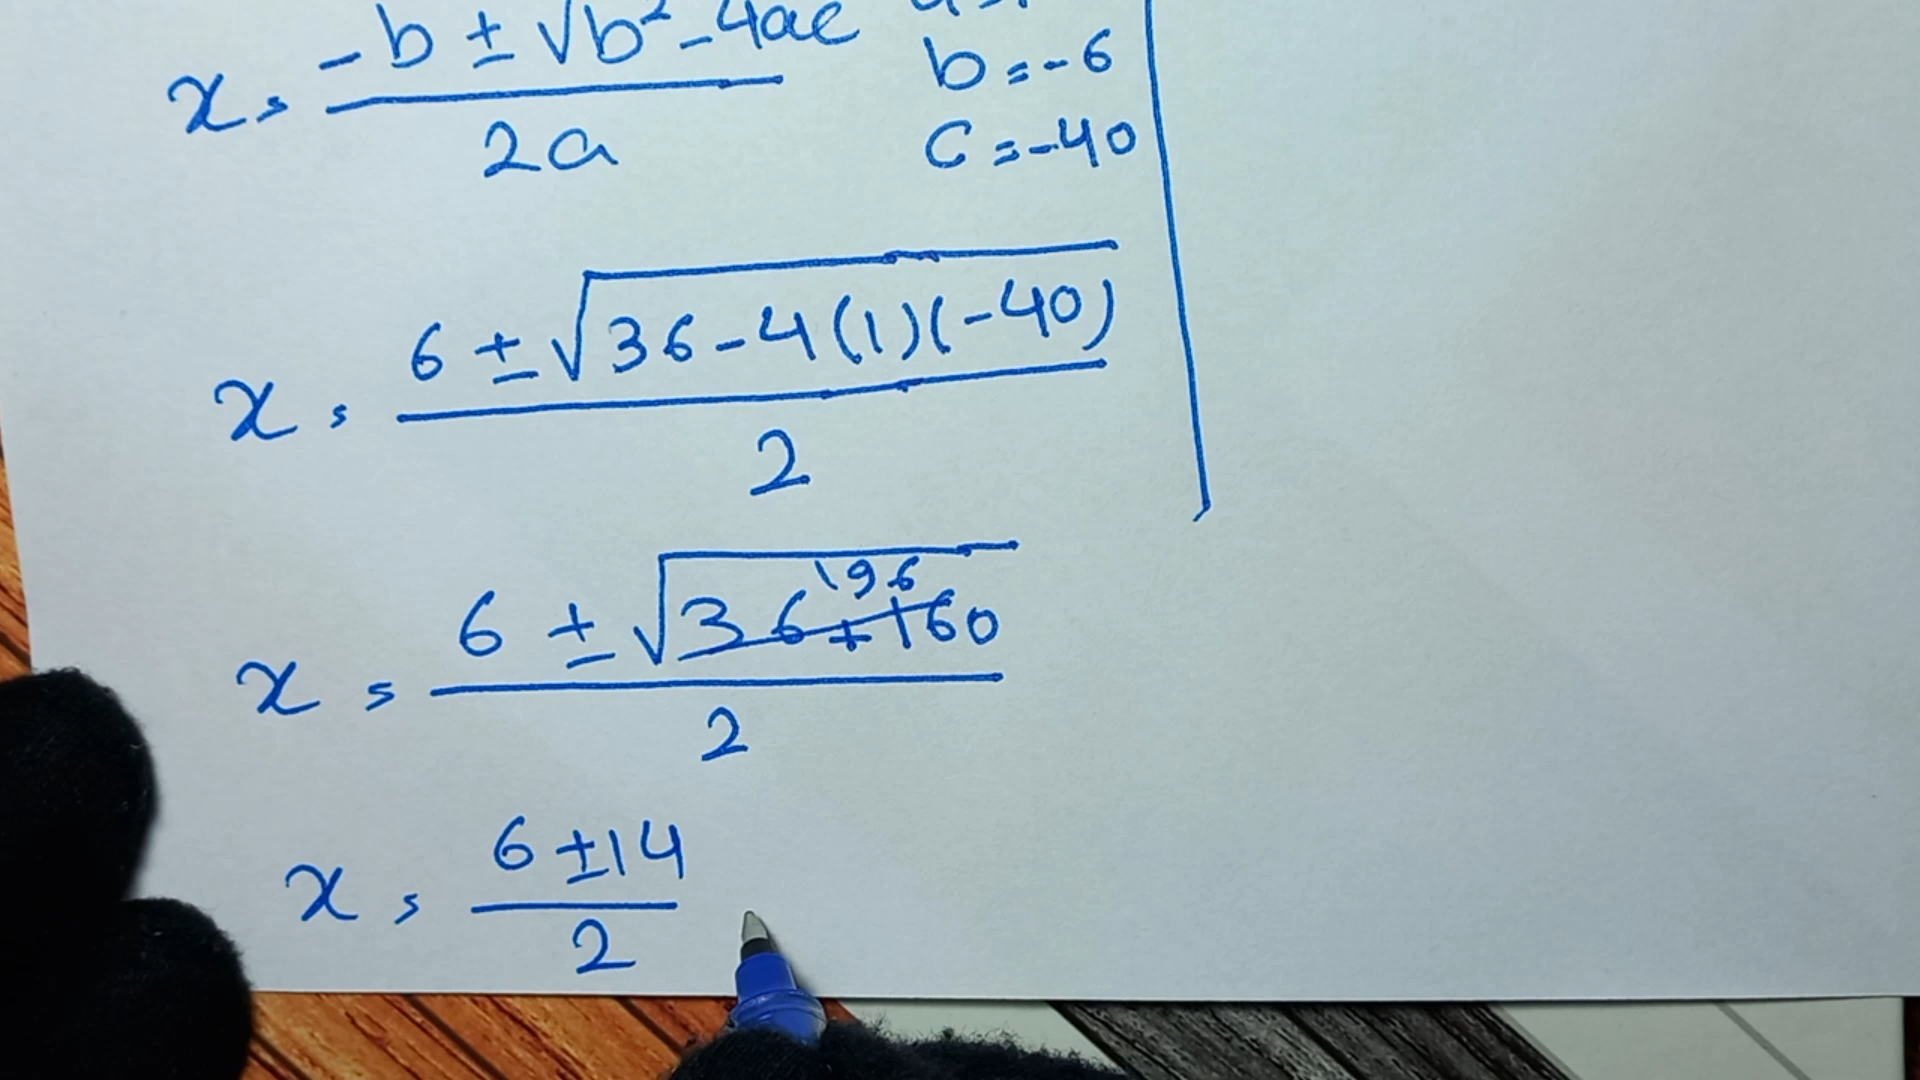 x = -b ± √b² - 4ac / 2a
b = -6
c = -40
x = 6 ± √36 - 4(1)(-40) / 2
196
x = 6 ± √36 + 160 / 2
x = 6 ± 14 / 2